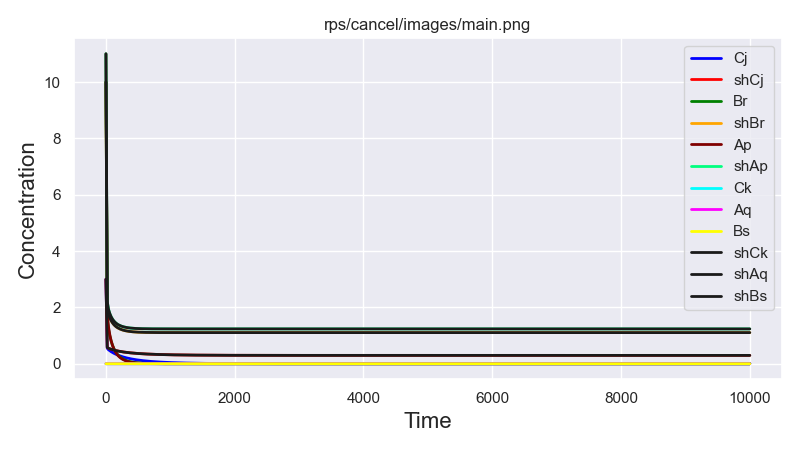 rps/cancel/images/main.png
Concentration
10
8
6
4
2
0
0 2000 4000 6000 8000 10000
Time
Cj
shCj
Br
shBr
Ap
shAp
Ck
Aq
Bs
shCk
shAq
shBs